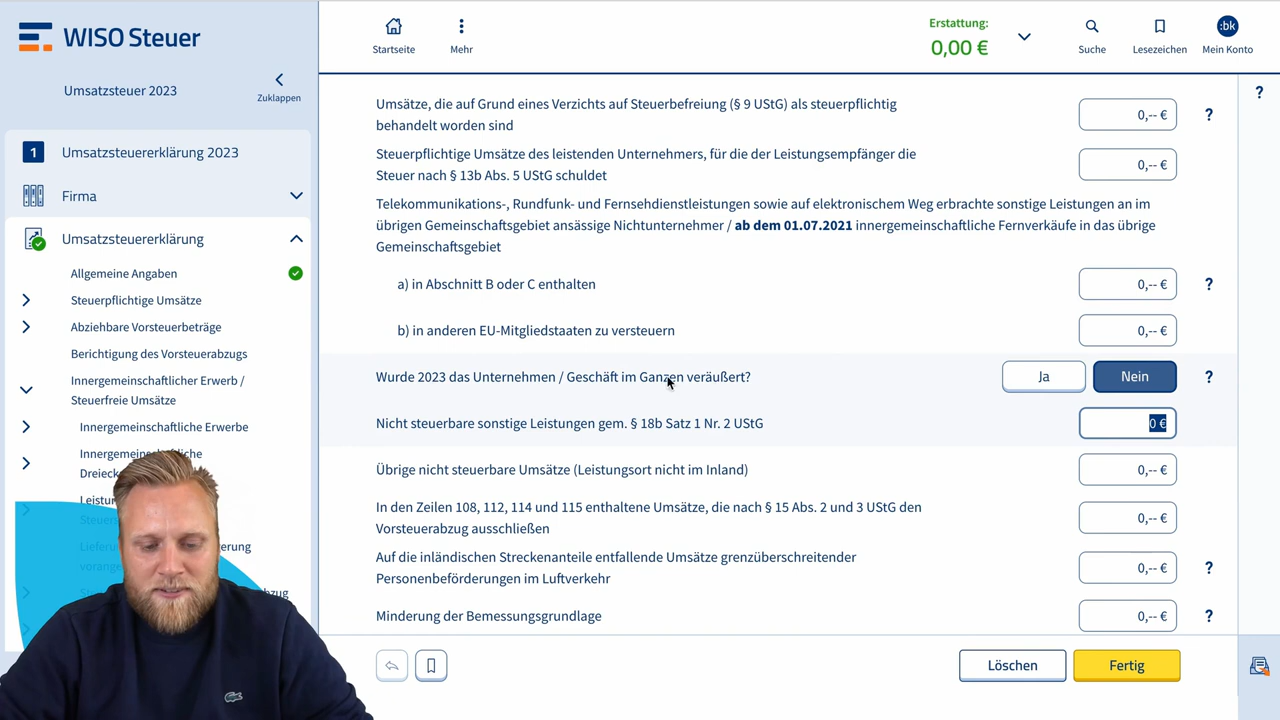 WISO Steuer
Startseite
Mehr
Erstattung:
0,00 €
Suche
:bk
Lesezeichen
Mein Konto
Umsatzsteuer 2023
Zuklappen
1 Umsatzsteuererklärung 2023
Firma
Umsatzsteuererklärung
Allgemeine Angaben
Steuerpflichtige Umsätze
Abziehbare Vorsteuerbeträge
Berichtigung des Vorsteuerabzugs
Innergemeinschaftlicher Erwerb /
Steuerfreie Umsätze
Innergemeinschaftliche Erwerbe
Innergemeinschaftliche
Umsätze, die auf Grund eines Verzichts auf Steuerbefreiung (§ 9 UStG) als steuerpflichtig
behandelt worden sind
0,-- € ?
Steuerpflichtige Umsätze des leistenden Unternehmers, für die der Leistungsempfänger die
Steuer nach § 13b Abs. 5 UStG schuldet
0,-- €
Telekommunikations-, Rundfunk- und Fernsehdienstleistungen sowie auf elektronischem Weg erbrachte sonstige Leistungen an im
übrigen Gemeinschaftsgebiet ansässige Nichtunternehmer / ab dem 01.07.2021 innergemeinschaftliche Fernverkäufe in das übrige
Gemeinschaftsgebiet
a) in Abschnitt B oder C enthalten 0,-- € ?
b) in anderen EU-Mitgliedstaaten zu versteuern 0,-- €
Wurde 2023 das Unternehmen / Geschäft im Ganzen veräußert? Ja Nein ?
Nicht steuerbare sonstige Leistungen gem. § 18b Satz 1 Nr. 2 UStG 0 €
Übrige nicht steuerbare Umsätze (Leistungsort nicht im Inland) 0,-- €
In den Zeilen 108, 112, 114 und 115 enthaltene Umsätze, die nach § 15 Abs. 2 und 3 UStG den
Vorsteuerabzug ausschließen
0,-- €
Auf die inländischen Streckenanteile entfallende Umsätze grenzüberschreitender
Personenbeförderungen im Luftverkehr
0,-- € ?
Minderung der Bemessungsgrundlage 0,-- € ?
Löschen
Fertig
?